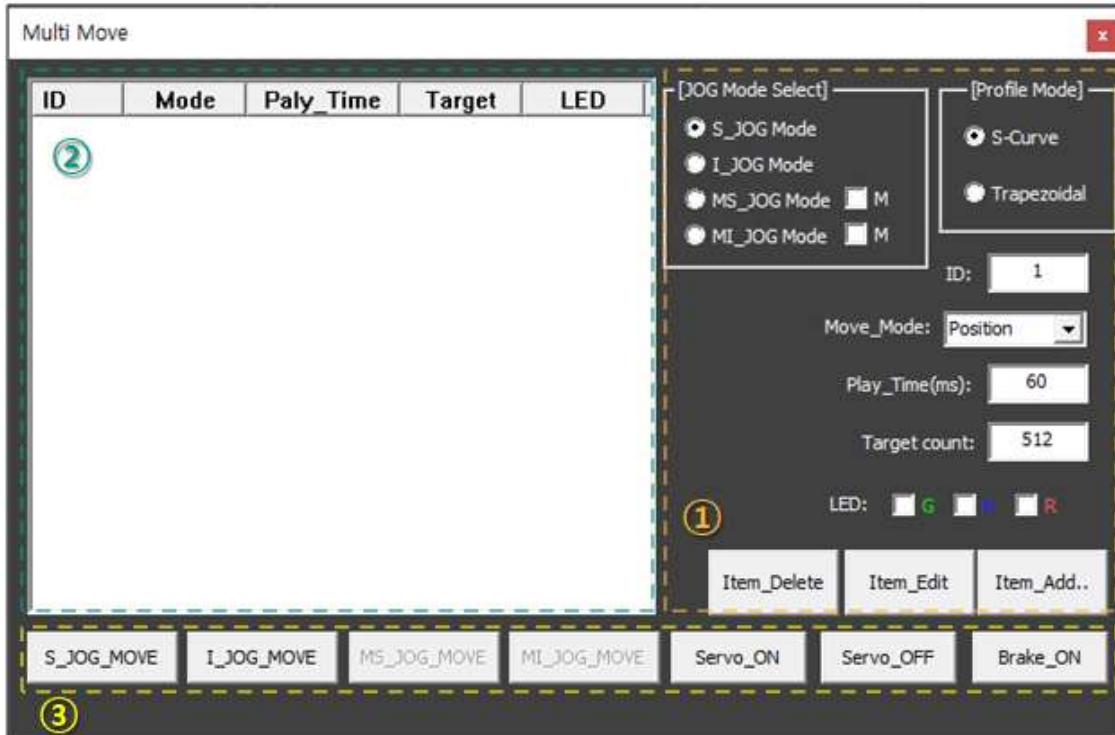 Multi Move
x
ID Mode Paly_Time Target LED
②
[JOG Mode Select]
S_JOG Mode
I_JOG Mode
MS_JOG Mode M
MI_JOG Mode M
[Profile Mode]
S-Curve
Trapezoidal
ID: 1
Move_Mode: Position
Play_Time(ms): 60
Target count: 512
LED: G R
①
Item_Delete Item_Edit Item_Add..
S_JOG_MOVE I_JOG_MOVE MS_JOG_MOVE MI_JOG_MOVE Servo_ON Servo_OFF Brake_ON
③